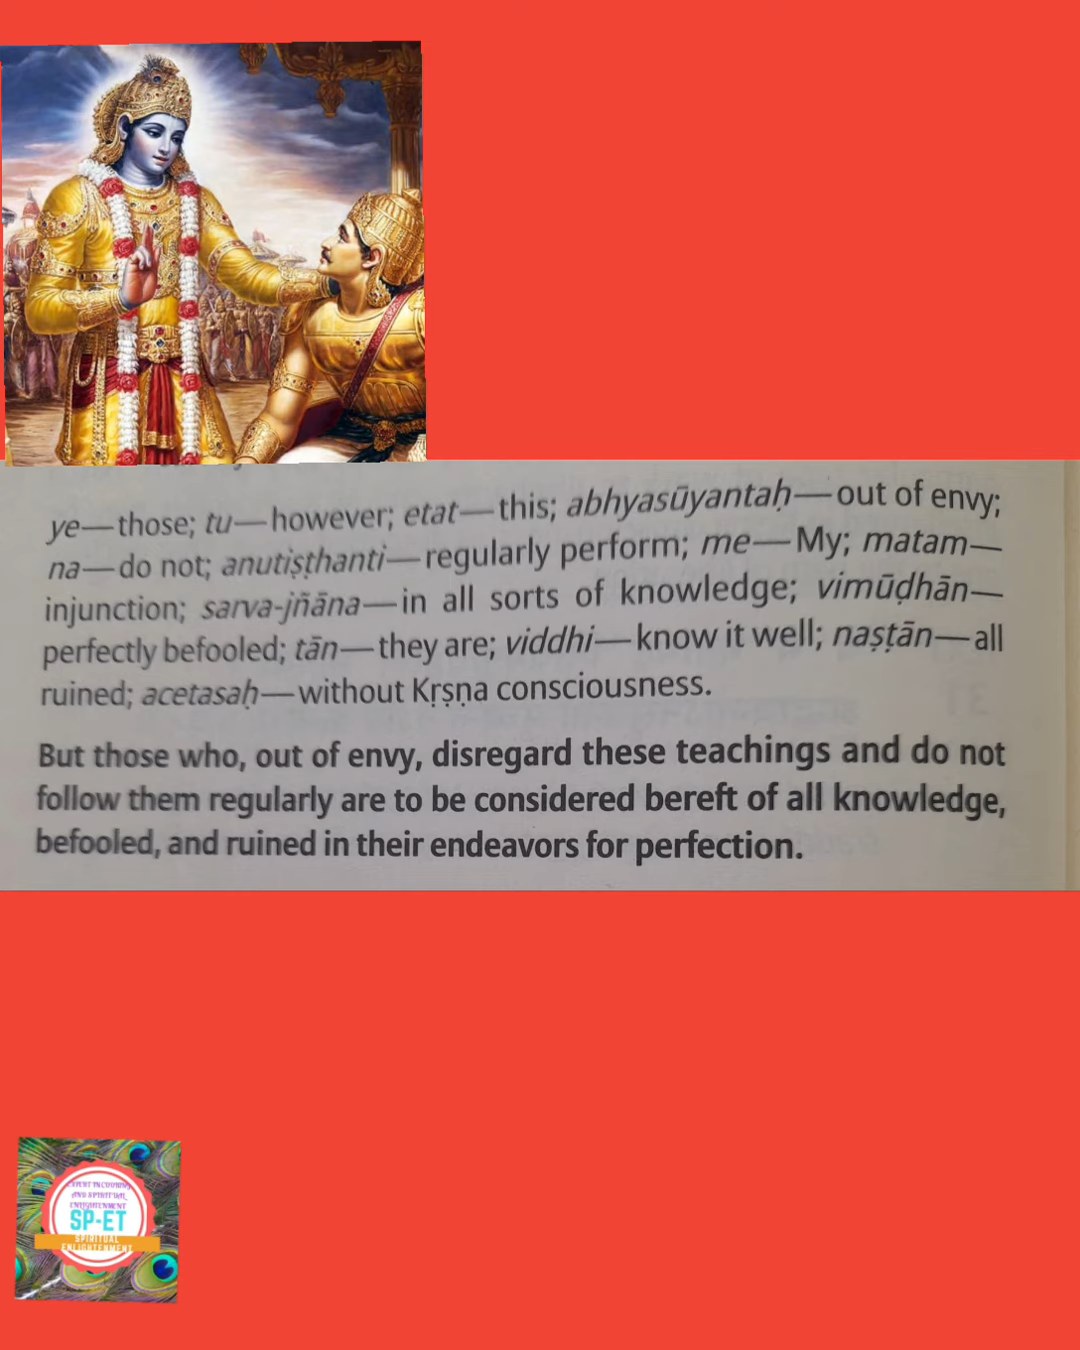 ye—those; tu—however; etat—this; abhyasūyantaḥ—out of envy;
na—do not; anutiṣṭhanti—regularly perform; me—My; matam—
injunction; sarva-jñāna—in all sorts of knowledge; vimūḍhān—
perfectly befooled; tān—they are; viddhi—know it well; naṣṭān—all
ruined; acetasaḥ—without Kṛṣṇa consciousness.
But those who, out of envy, disregard these teachings and do not
follow them regularly are to be considered bereft of all knowledge,
befooled, and ruined in their endeavors for perfection.
AND SPIRITUAL
ENLIGHTENMENT
SP-ET
SPIRITUAL
ENLIGHTENMENT